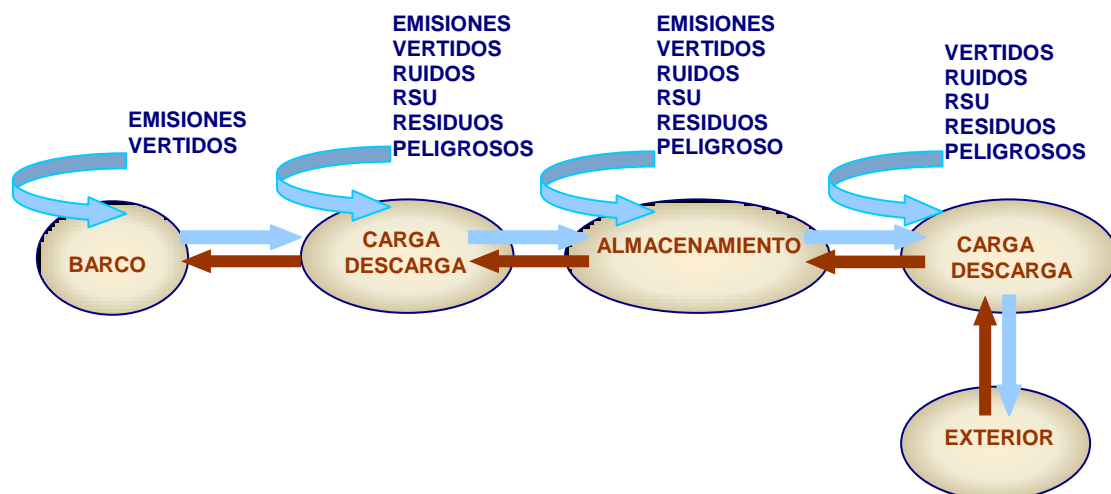 EMISIONES
VERTIDOS
EMISIONES
VERTIDOS
RUIDOS
RSU
RESIDUOS
PELIGROSOS
EMISIONES
VERTIDOS
RUIDOS
RSU
RESIDUOS
PELIGROSO
VERTIDOS
RUIDOS
RSU
RESIDUOS
PELIGROSOS
BARCO
CARGA
DESCARGA
ALMACENAMIENTO
CARGA
DESCARGA
EXTERIOR